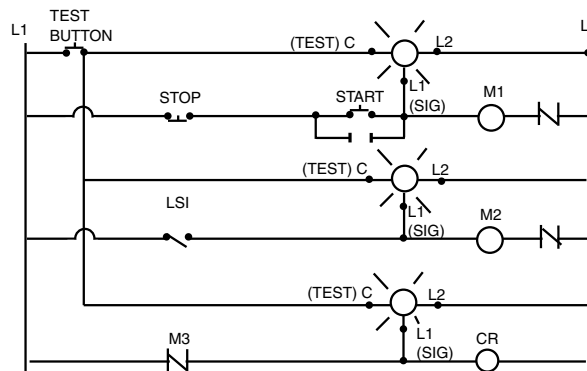 TEST
BUTTON
L1
L
(TEST) C
L2
L1
(SIG)
STOP
START
M1
(TEST) C
L2
L1
(SIG)
LSI
M2
(TEST) C
L2
L1
(SIG)
M3
CR